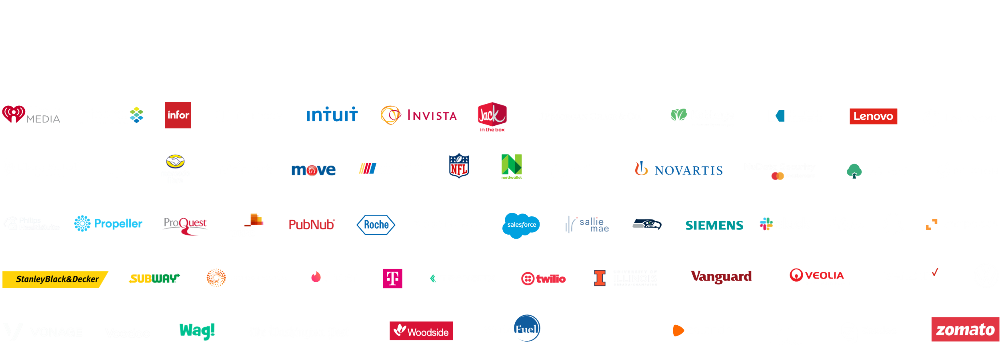 MEDIA
infor
intuit
INVISTA
Jack
in the box
Lenovo
move
NFL
nerdwallet
NOVARTIS
Philips
HealthSuite
Propeller
ProQuest
PubNub
Roche
salesforce
sallie
mae
SIEMENS
StanleyBlack&Decker
SUBWAY
T
twilio
I
UNIVERSITY OF
ILLINOIS
URBANA-CHAMPAIGN
Vanguard
VEOLIA
VONAGE
Wag!
Woodside
Fuel
zomato